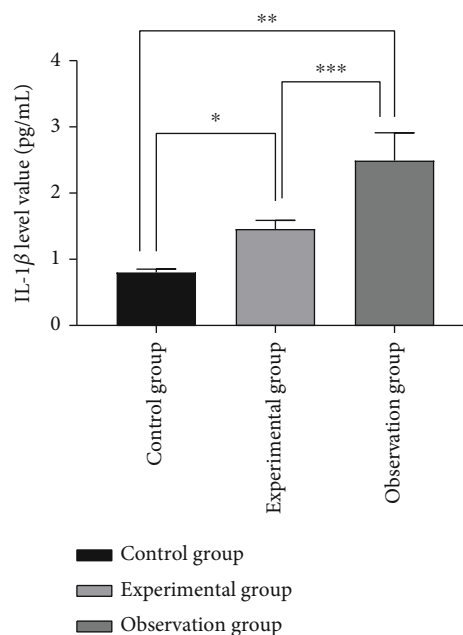 **
***
*
4
3
2
1
0
IL-1β level value (pg/mL)
Control group
Experimental group
Observation group
Control group
Experimental group
Observation group